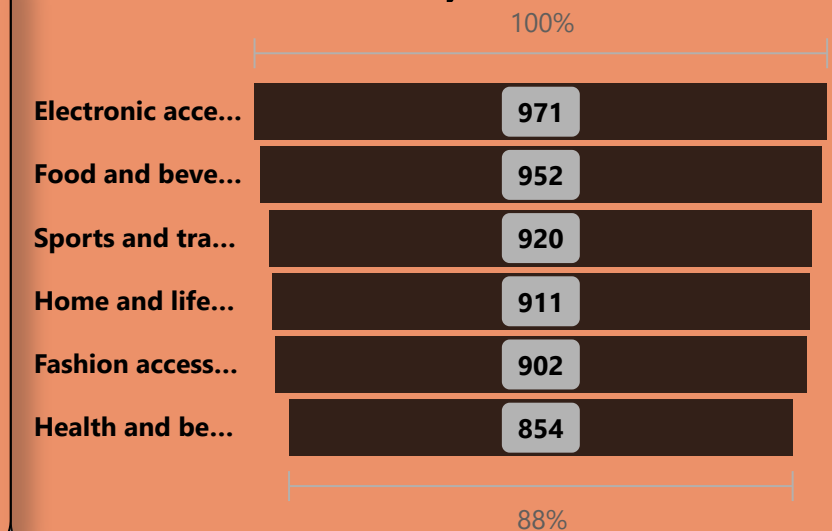 100%
Electronic acce... 971
Food and beve... 952
Sports and tra... 920
Home and life... 911
Fashion access... 902
Health and be... 854
88%